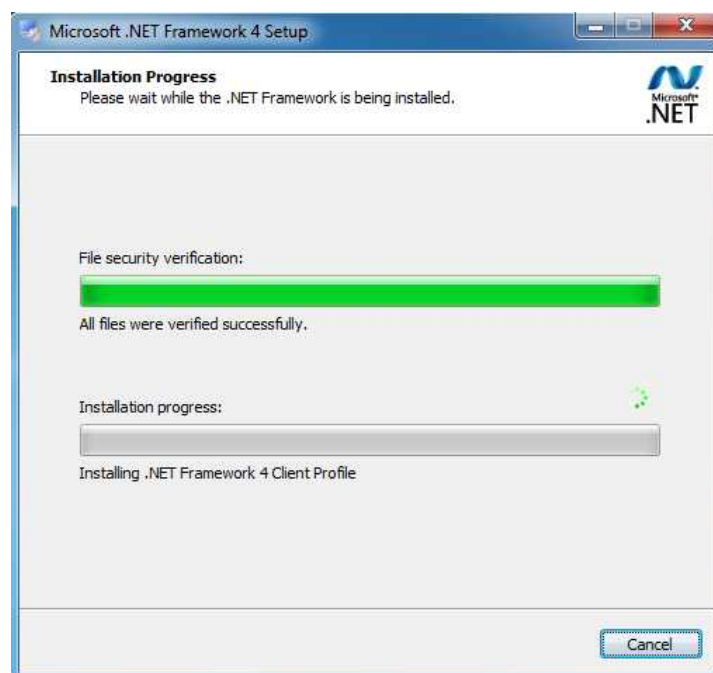 Microsoft .NET Framework 4 Setup
Installation Progress
Please wait while the .NET Framework is being installed.
Microsoft®
.NET
File security verification:
All files were verified successfully.
Installation progress:
Installing .NET Framework 4 Client Profile
Cancel